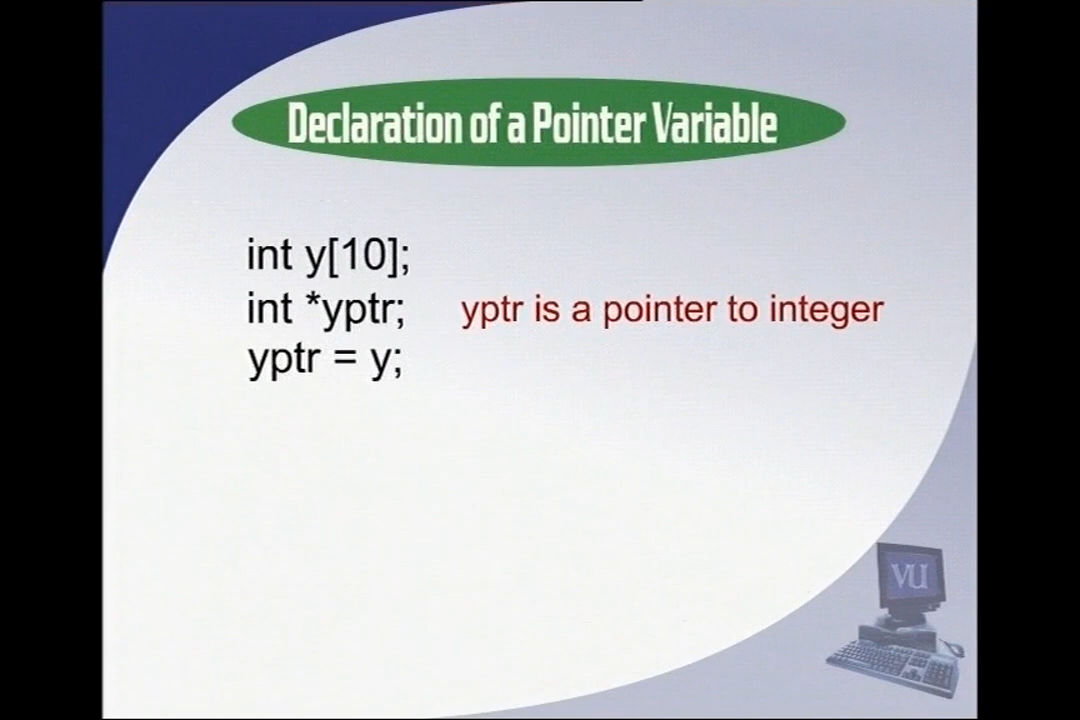 Declaration of a Pointer Variable
int y[10];
int *yptr; yptr is a pointer to integer
yptr = y;
VU